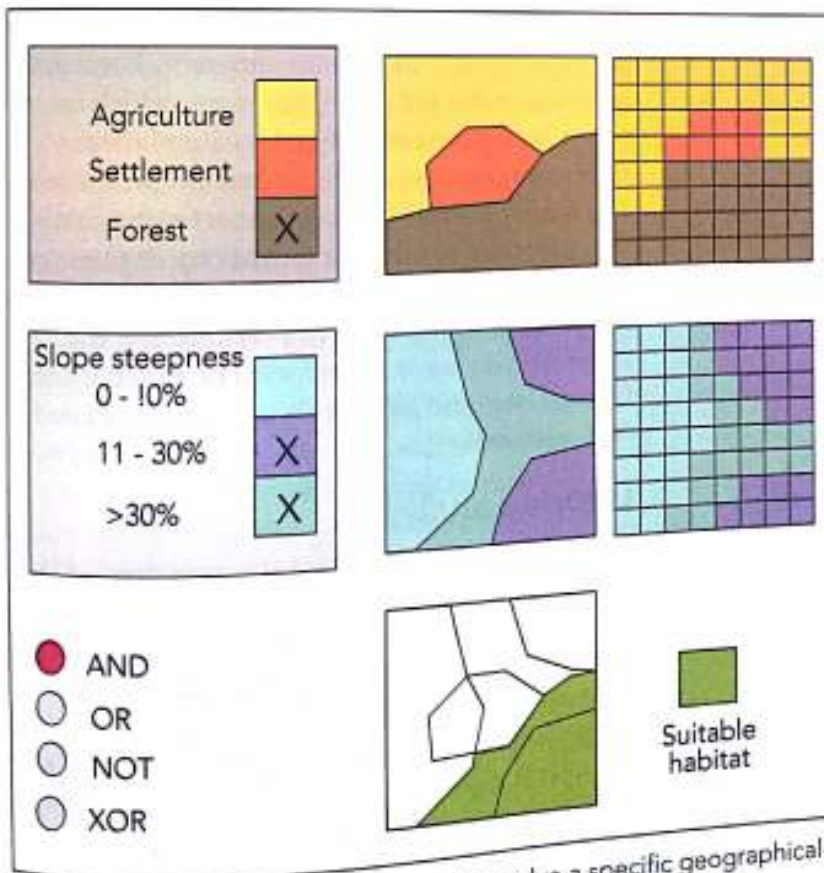 Agriculture
Settlement
Forest X
Slope steepness
0 - !0%
11 - 30% X
>30% X
AND
OR
NOT
XOR
Suitable
habitat
a specific geographical